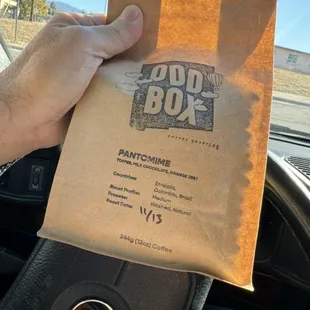 ODD
BOX
COFFEE ROASTERS
PANTOMIME
TOFFEE, MILK CHOCOLATE, ORANGE ZEST
Countries: Ethiopia,
Colombia, Brazil
Roast Profile: Medium
Process: Washed, Natural
Roast Date: 11/13
344g (12oz) Coffee